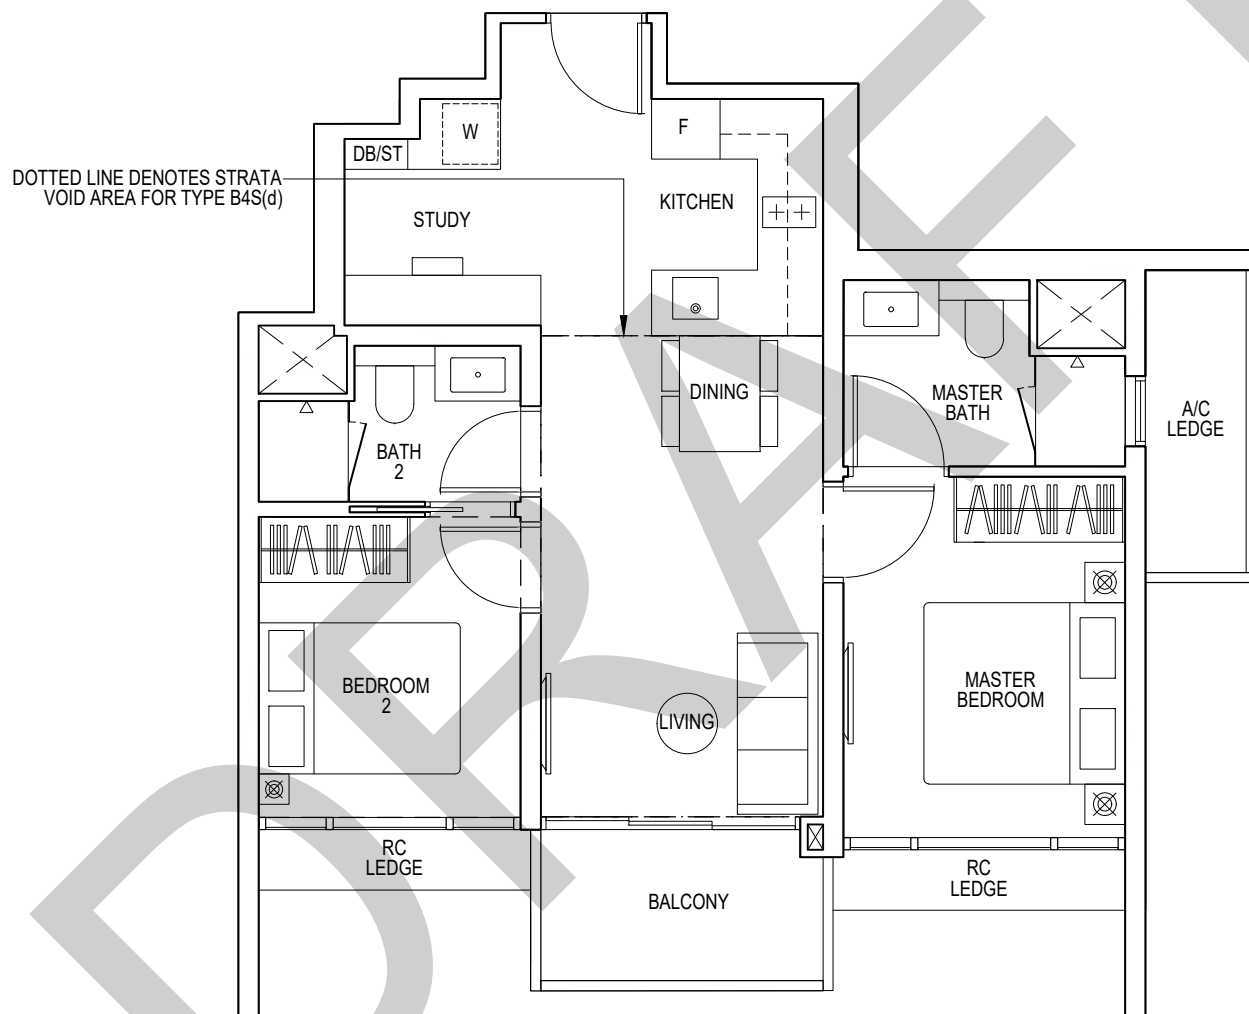 W
F
DB/ST
DOTTED LINE DENOTES STRATA
VOID AREA FOR TYPE B4S(d)
STUDY
KITCHEN
DINING
MASTER
BATH
A/C
LEDGE
BATH
2
BEDROOM
2
LIVING
MASTER
BEDROOM
RC
LEDGE
BALCONY
RC
LEDGE
DRAFT